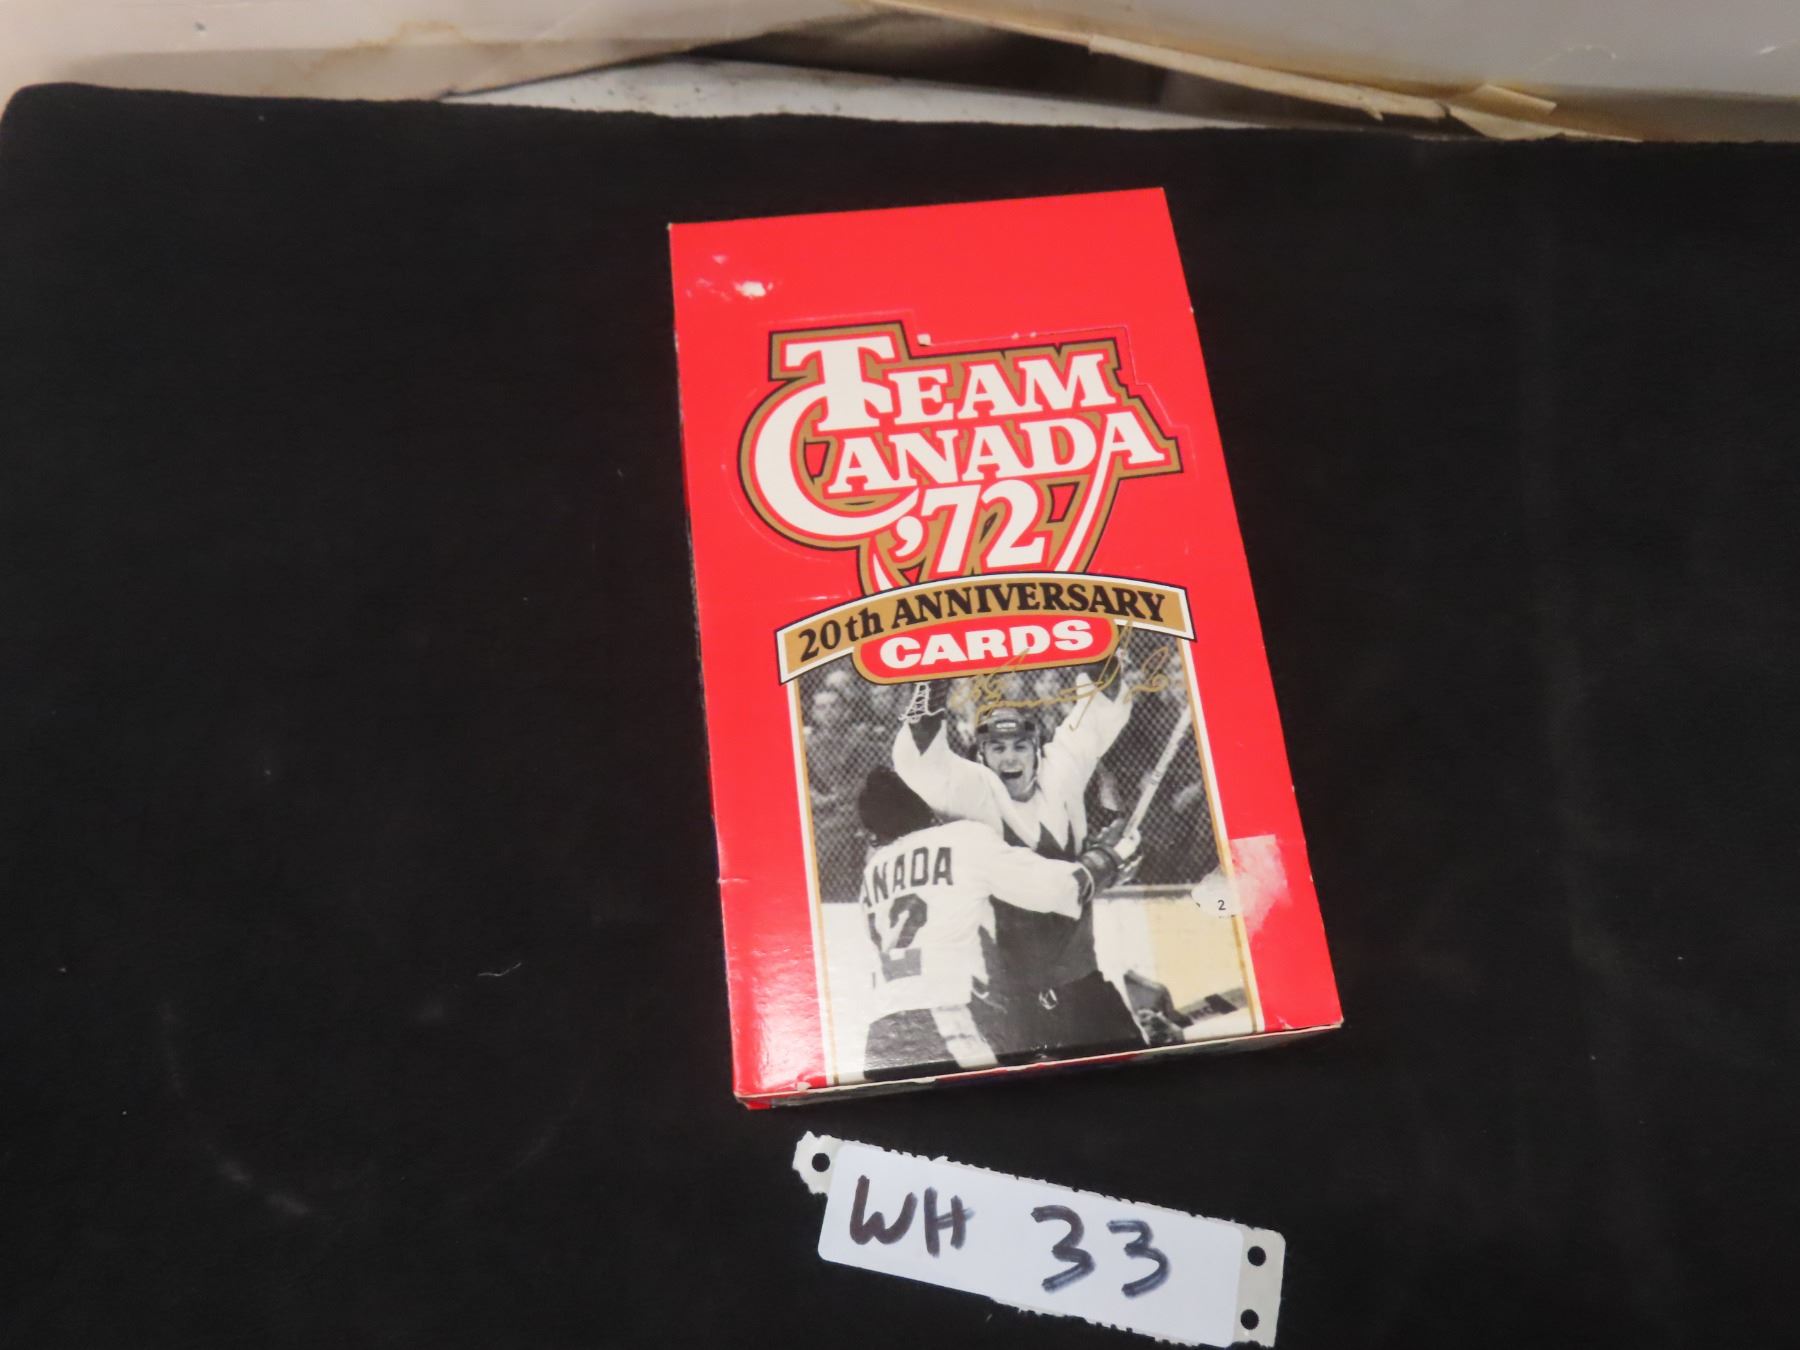 TEAM
CANADA
'72
20th ANNIVERSARY
CARDS
ANADA
12
2
WH 33